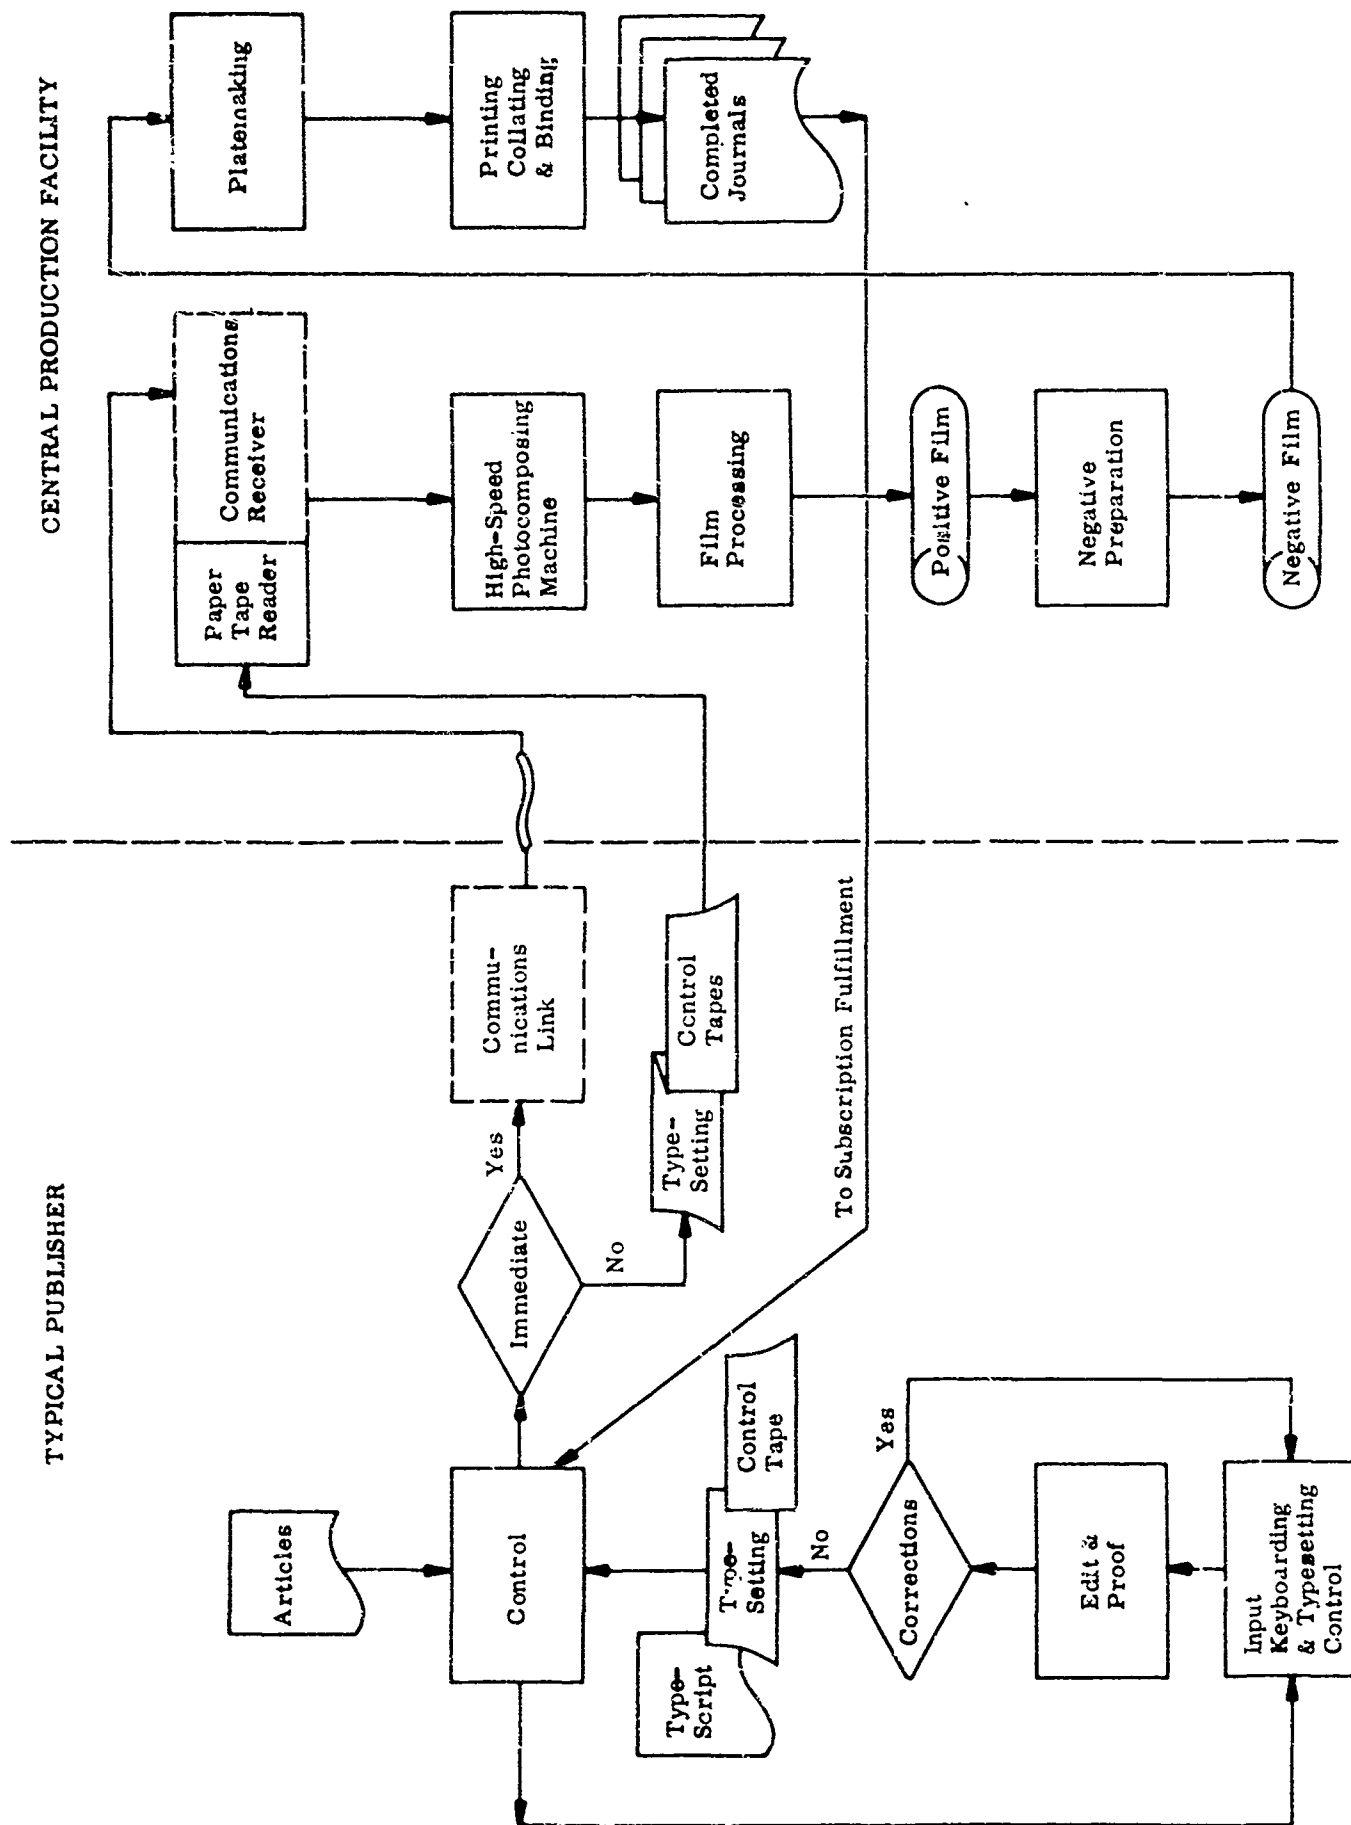 TYPICAL PUBLISHER
CENTRAL PRODUCTION FACILITY
Articles
Control
Type-
Script
Type-
Setting
Control
Tape
No
Corrections
Yes
Edit &
Proof
Input
Keyboarding
& Typesetting
Control
Immediate
Yes
No
Commu-
nications
Link
Type-
Setting
Control
Tapes
To Subscription Fulfillment
Paper
Tape
Reader
Communications
Receiver
High-Speed
Photocomposing
Machine
Film
Processing
Positive Film
Negative
Preparation
Negative Film
Platemaking
Printing
Collating
& Binding
Completed
Journals